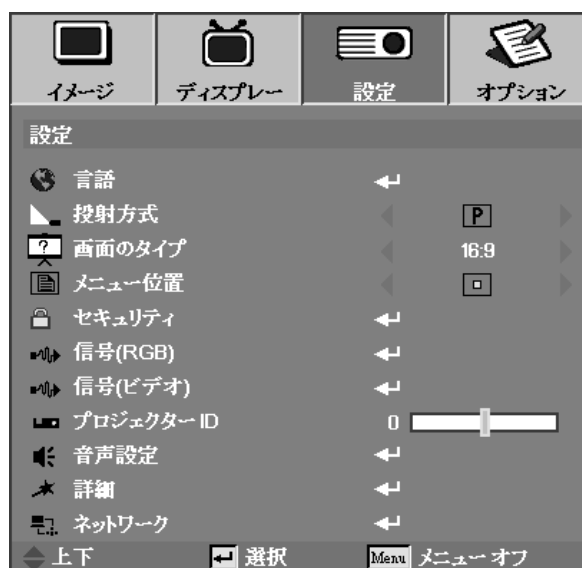 イメージ ディスプレー 設定 オプション
設定
言語
投射方式 P
画面のタイプ 16:9
メニュー位置
セキュリティ
信号(RGB)
信号(ビデオ)
プロジェクター ID 0
音声設定
詳細
ネットワーク
上下 選択 Menu メニュー オフ